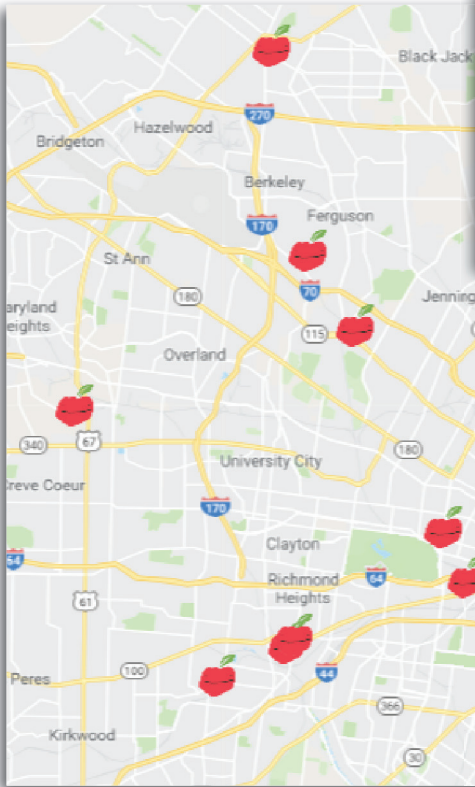 Black Jack
270
Hazelwood
Bridgeton
Berkeley
170
Ferguson
St Ann
70
180
Jenning
aryland
eights
115
Overland
67
340
180
University City
Creve Coeur
170
Clayton
64
64
Richmond
Heights
61
100
44
Peres
366
Kirkwood
30